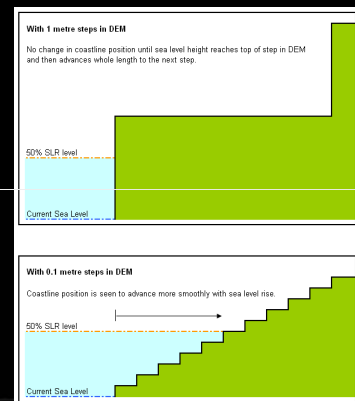 With 1 metre steps in DEM
No change in coastline position until sea level height reaches top of step in DEM
and then advances whole length to the next step.
50% SLR level
Current Sea Level
With 0.1 metre steps in DEM
Coastline position is seen to advance more smoothly with sea level rise.
50% SLR level
Current Sea Level